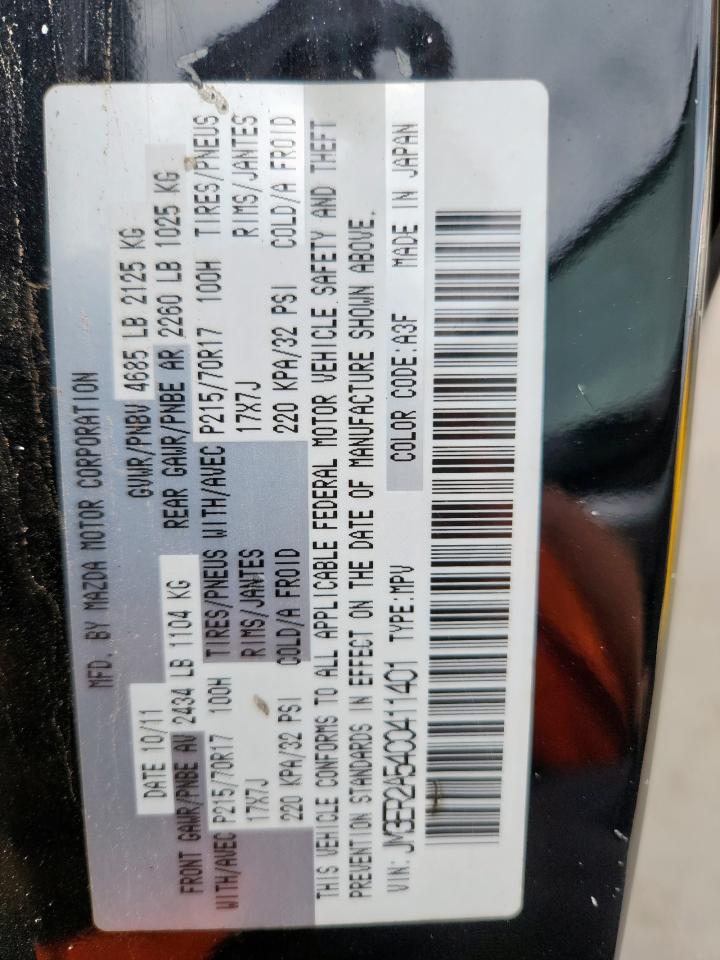 MFD. BY MAZDA MOTOR CORPORATION
DATE 10/11 GVWR/PNBV 4685 LB 2125 KG
FRONT GAWR/PNBE AV 2434 LB 1104 KG REAR GAWR/PNBE AR 2260 LB 1025 KG
WITH/AVEC P215/70R17 100H TIRES/PNEUS WITH/AVEC P215/70R17 100H TIRES/PNEUS
17X7J RIMS/JANTES 17X7J RIMS/JANTES
220 KPA/32 PSI COLD/A FROID 220 KPA/32 PSI COLD/A FROID
THIS VEHICLE CONFORMS TO ALL APPLICABLE FEDERAL MOTOR VEHICLE SAFETY AND THEFT
PREVENTION STANDARDS IN EFFECT ON THE DATE OF MANUFACTURE SHOWN ABOVE.
VIN: JM3ER2A54C0411401 TYPE:MPV COLOR CODE:A3F MADE IN JAPAN